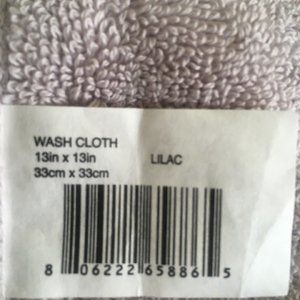 WASH CLOTH
13in x 13in LILAC
33cm x 33cm
8 06222 65886 5